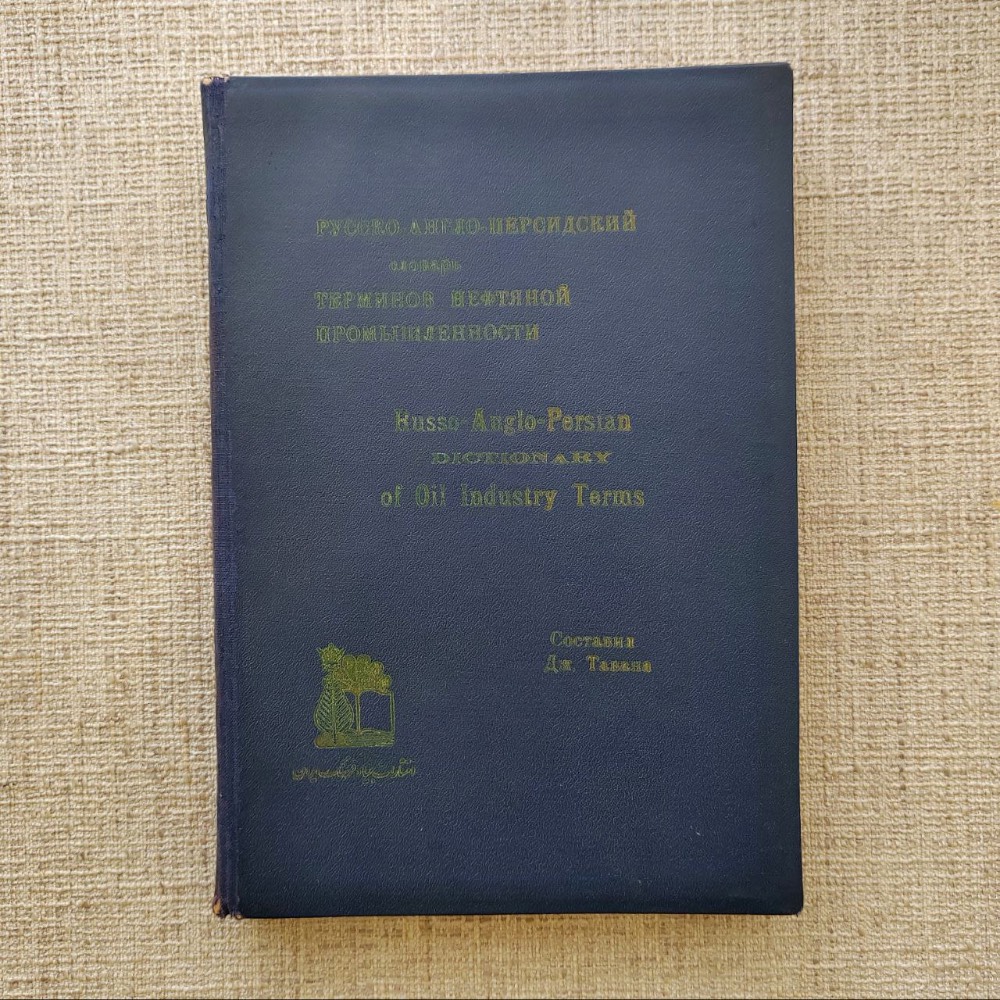 РУССКО-АНГЛО-ПЕРСИДСКИЙ
словарь
ТЕРМИНОВ НЕФТЯНОЙ
ПРОМЫШЛЕННОСТИ
Russo-Anglo-Persian
DICTIONARY
of Oil Industry Terms
Составил
Дж Тавана